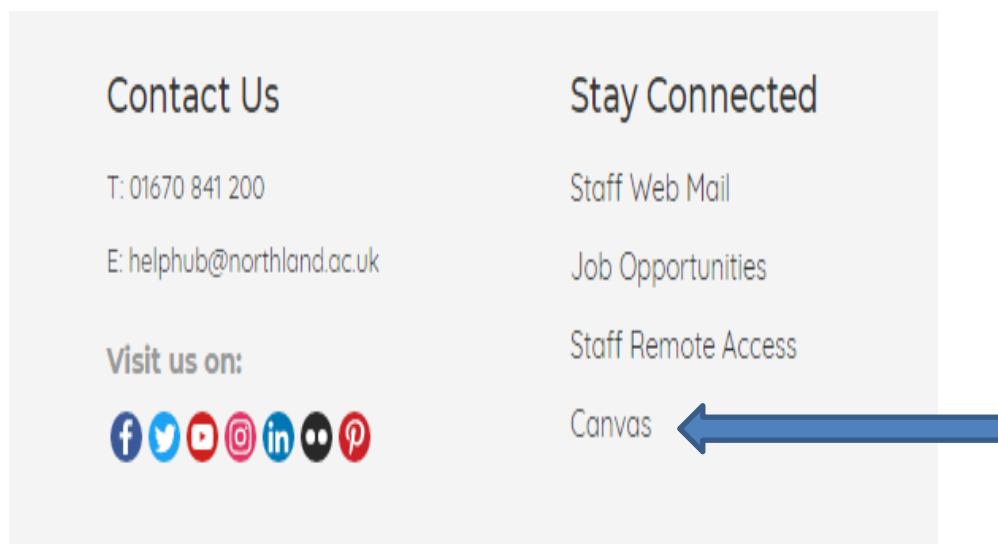 Contact Us
T: 01670 841 200
E: helphub@northland.ac.uk
Visit us on:
Stay Connected
Staff Web Mail
Job Opportunities
Staff Remote Access
Canvas